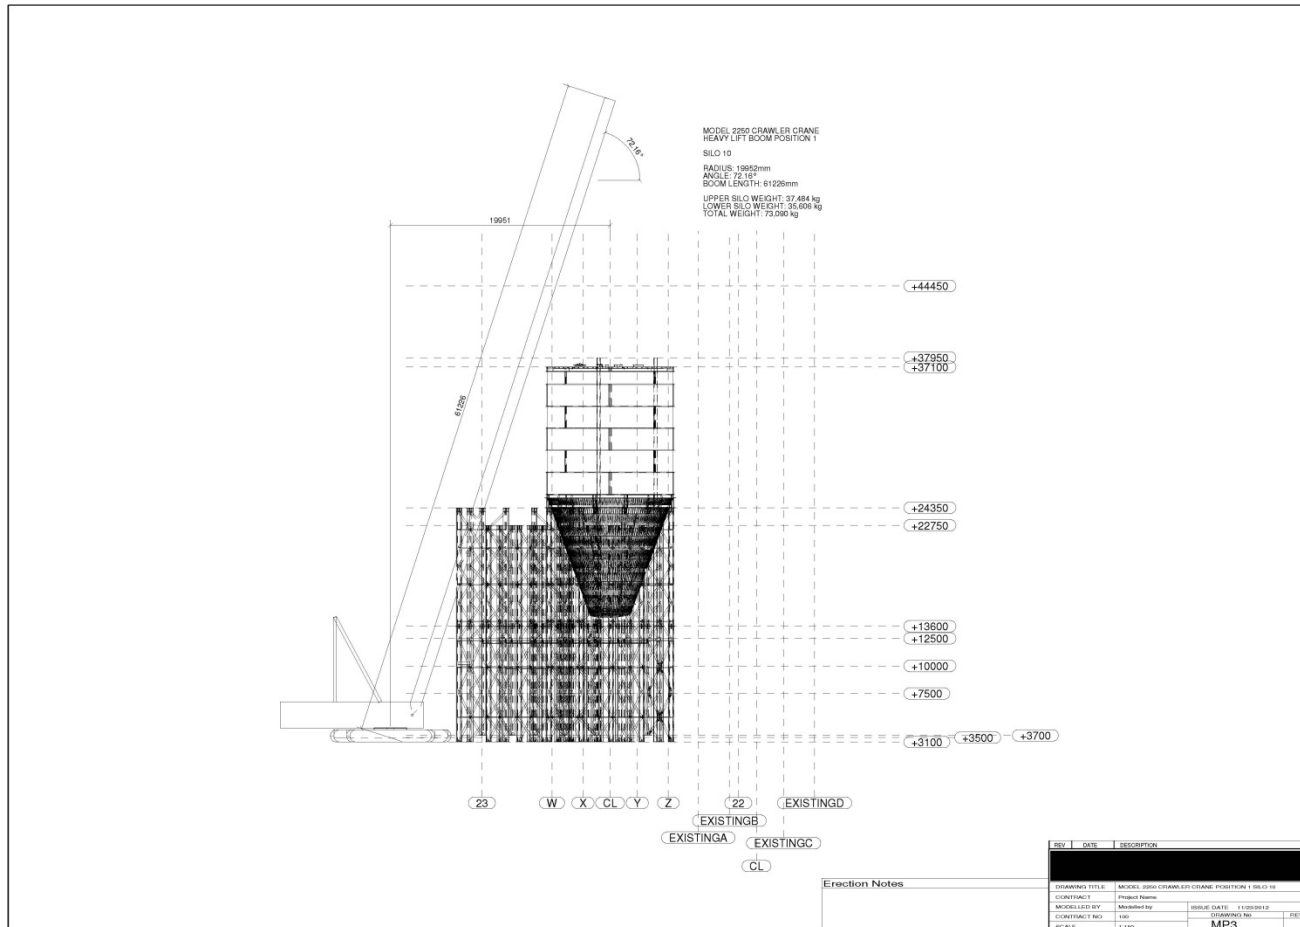 72.16°
MODEL 2250 CRAWLER CRANE
HEAVY LIFT BOOM POSITION 1
SILO 10
RADIUS: 19952mm
ANGLE: 72.16°
BOOM LENGTH: 61226mm
UPPER SILO WEIGHT: 37,484 kg
LOWER SILO WEIGHT: 35,606 kg
TOTAL WEIGHT: 73,090 kg
19951
+44450
+37950
+37100
61226
+24350
+22750
+13600
+12500
+10000
+7500
+3700
+3500
+3100
23
W
X
CL
Y
Z
22
EXISTINGD
EXISTINGB
EXISTINGA
EXISTINGC
CL
REV DATE DESCRIPTION
Erection Notes
DRAWING TITLE MODEL 2250 CRAWLER CRANE POSITION 1 SILO 10
CONTRACT Project Name
MODELLED BY Modelled by ISSUE DATE 11/20/2012
CONTRACT NO 100 DRAWING No REV
SCALE MP3